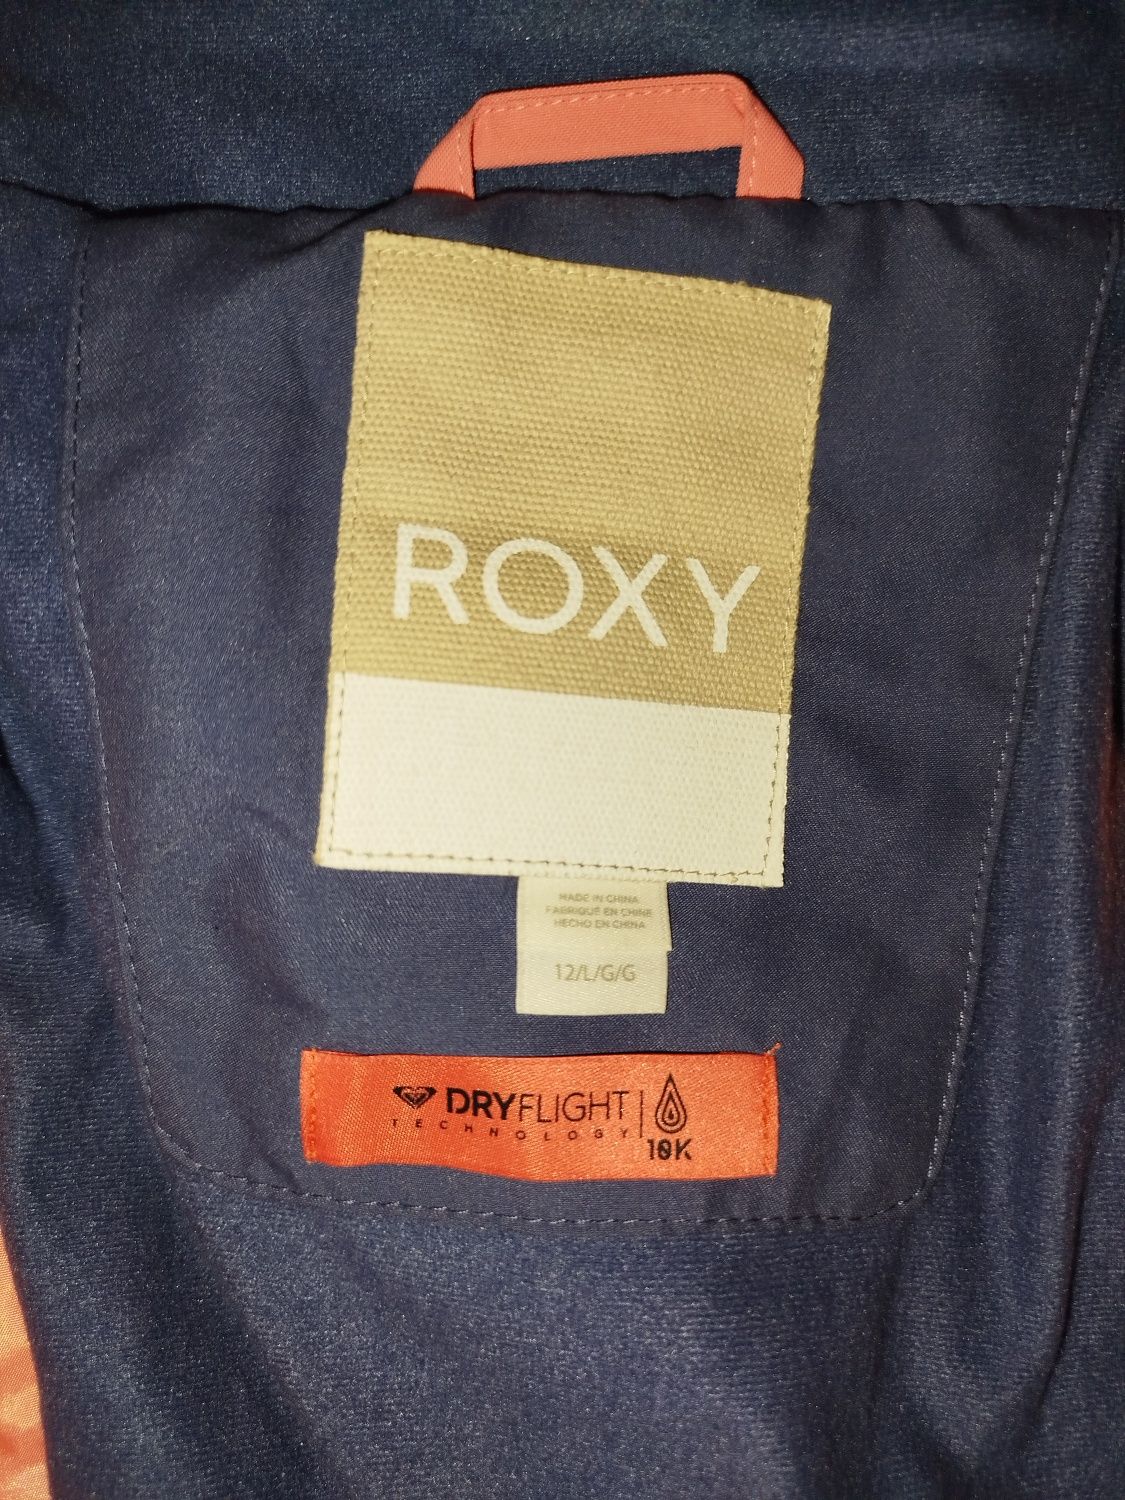 ROXY
MADE IN CHINA
FABRIQUÉ EN CHINE
HECHO EN CHINA
12/L/G/G
DRYFLIGHT
TECHNOLOGY
10K